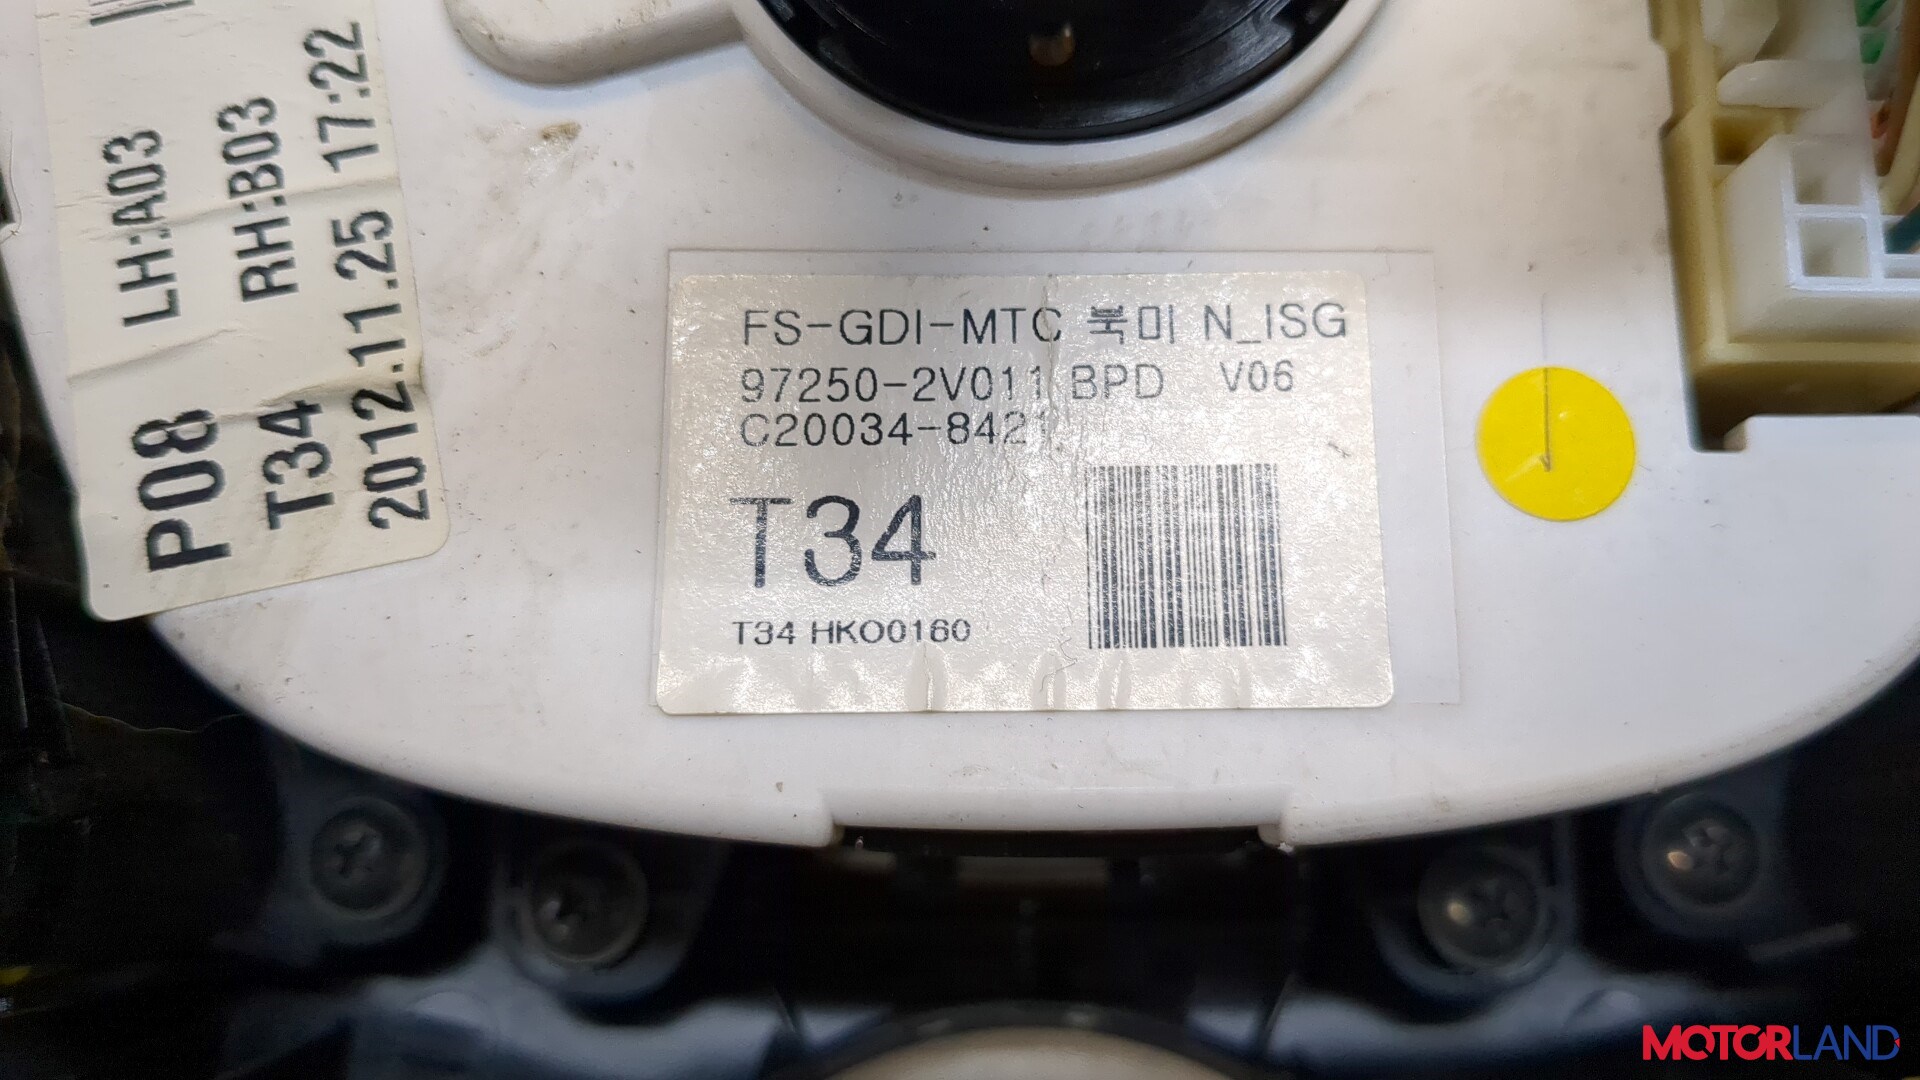 LH:A03
RH:B03
P08
T34
2012.11.25 17:22
FS-GDI-MTC 북미 N_ISG
97250-2V011 BPD V06
C20034-8421
T34
T34 HKO0160
MOTORLAND